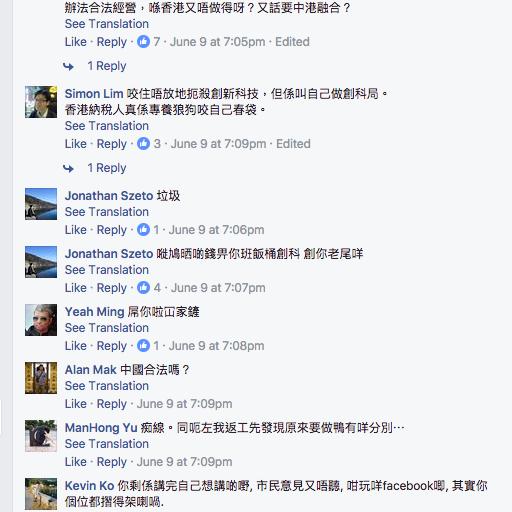 辦法合法經營，喺香港又唔做得呀？又話要中港融合？
See Translation
Like · Reply · 7 · June 9 at 7:05pm · Edited
1 Reply
Simon Lim 咬住唔放地扼殺創新科技，但係叫自己做創科局。
香港納稅人真係專養狼狗咬自己春袋。
See Translation
Like · Reply · 3 · June 9 at 7:09pm · Edited
1 Reply
Jonathan Szeto 垃圾
See Translation
Like · Reply · 1 · June 9 at 7:06pm
Jonathan Szeto 嘥鳩晒啲錢畀你班飯桶創科 創你老尾咩
See Translation
Like · Reply · 4 · June 9 at 7:07pm
Yeah Ming 屌你啦冚家鏟
See Translation
Like · Reply · 1 · June 9 at 7:08pm
Alan Mak 中國合法嗎？
See Translation
Like · Reply · June 9 at 7:09pm
ManHong Yu 痴線。同呃左我返工先發現原來要做鴨有咩分別⋯
See Translation
Like · Reply · June 9 at 7:09pm
Kevin Ko 你剩係講完自己想講啲嘢, 市民意見又唔聽, 咁玩咩facebook唧, 其實你
個位都摺得架喇喎.